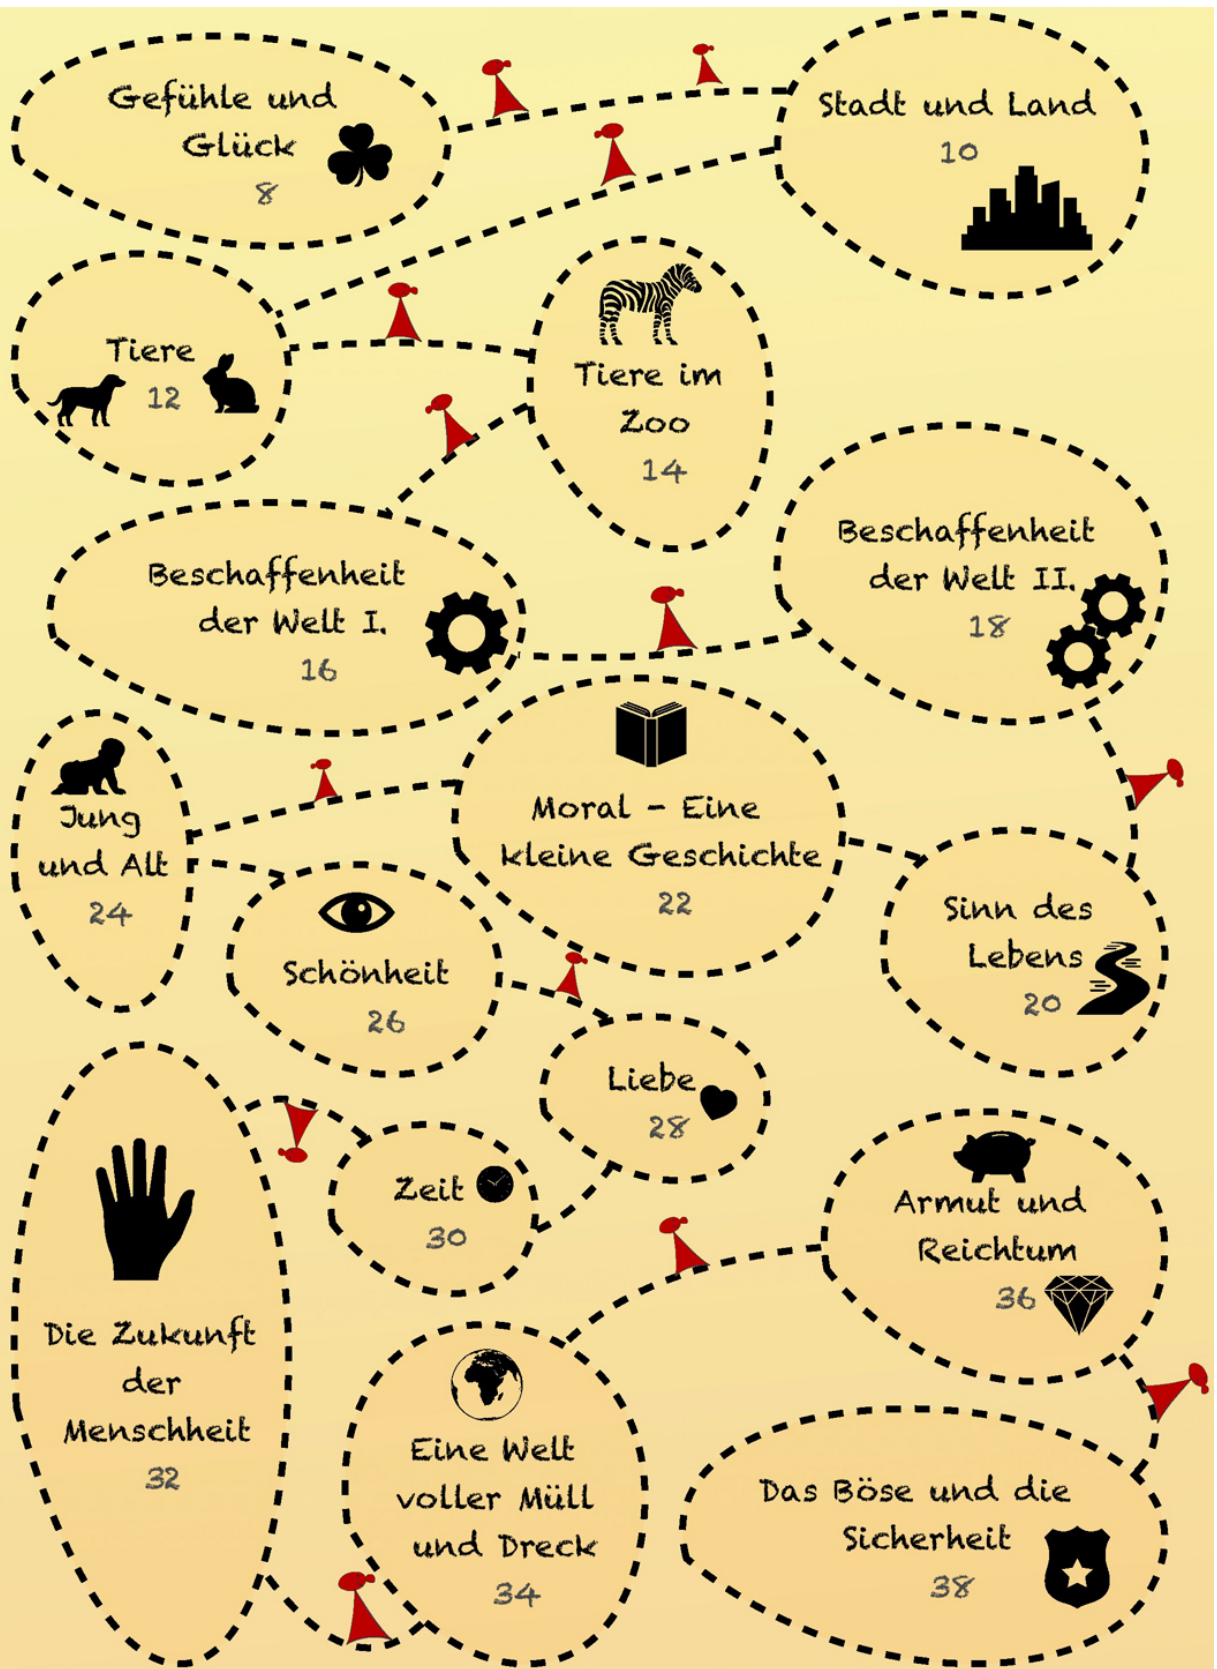 Gefühle und
Glück
8
Stadt und Land
10
Tiere
12
Tiere im
Zoo
14
Beschaffenheit
der Welt I.
16
Beschaffenheit
der Welt II.
18
Sinn des
Lebens
20
Moral – Eine
kleine Geschichte
22
Jung
und Alt
24
Schönheit
26
Liebe
28
Zeit
30
Die Zukunft
der
Menschheit
32
Eine Welt
voller Müll
und Dreck
34
Armut und
Reichtum
36
Das Böse und die
Sicherheit
38